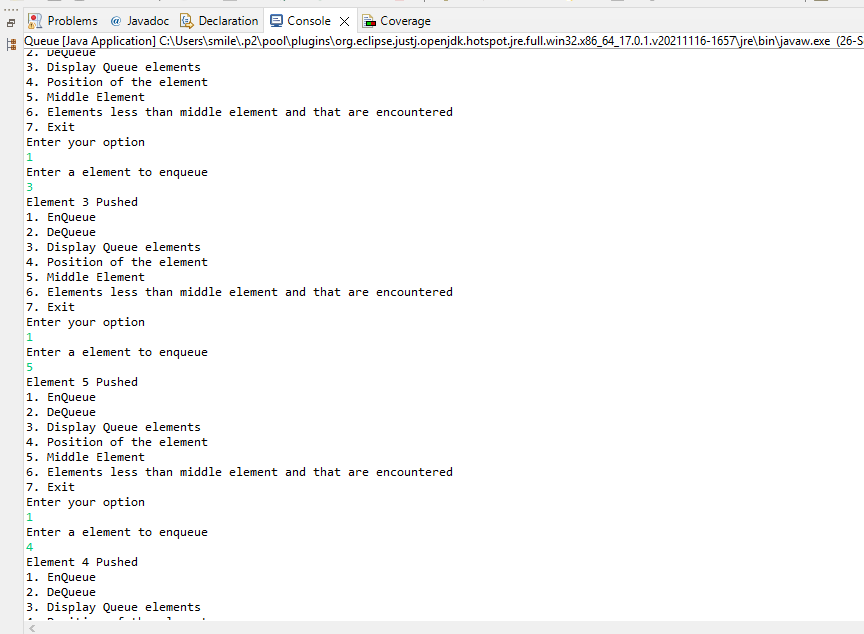 Problems @ Javadoc Declaration Console Coverage
Queue [Java Application] C:\Users\smile\.p2\pool\plugins\org.eclipse.justj.openjdk.hotspot.jre.full.win32.x86_64_17.0.1.v20211116-1657\jre\bin\javaw.exe (26-S
2. DeQueue
3. Display Queue elements
4. Position of the element
5. Middle Element
6. Elements less than middle element and that are encountered
7. Exit
Enter your option
1
Enter a element to enqueue
3
Element 3 Pushed
1. EnQueue
2. DeQueue
3. Display Queue elements
4. Position of the element
5. Middle Element
6. Elements less than middle element and that are encountered
7. Exit
Enter your option
1
Enter a element to enqueue
5
Element 5 Pushed
1. EnQueue
2. DeQueue
3. Display Queue elements
4. Position of the element
5. Middle Element
6. Elements less than middle element and that are encountered
7. Exit
Enter your option
1
Enter a element to enqueue
4
Element 4 Pushed
1. EnQueue
2. DeQueue
3. Display Queue elements
4. Position of the element